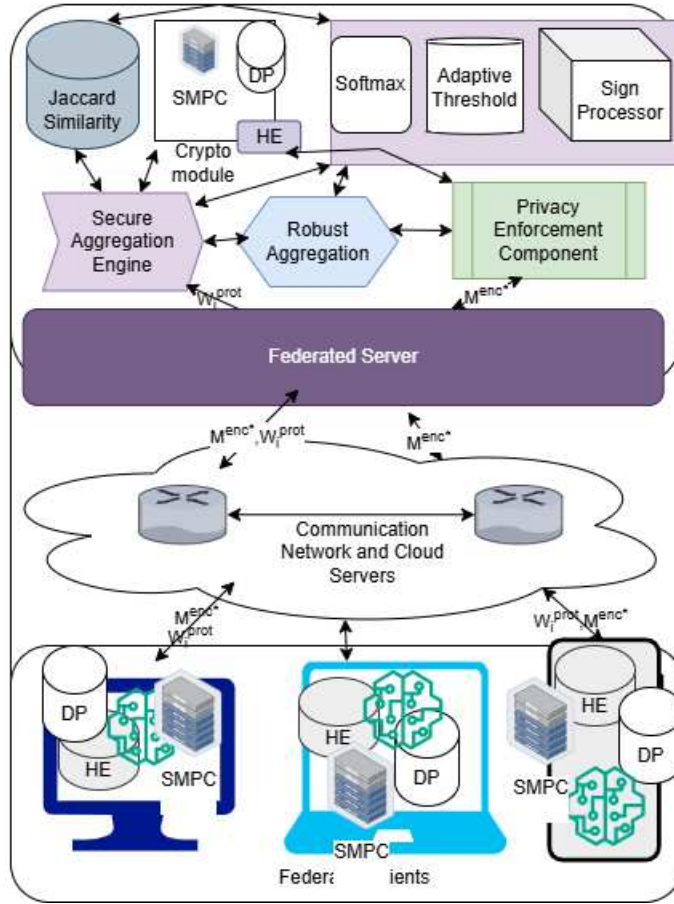 Jaccard
Similarity
SMPC
DP
HE
Crypto
module
Softmax
Adaptive
Threshold
Sign
Processor
Secure
Aggregation
Engine
Robust
Aggregation
Privacy
Enforcement
Component
W_i^prot
M^enc*
Federated Server
M^enc*,W_i^prot
M^enc*
Communication
Network and Cloud
Servers
M^enc*
W_i^prot
W_i^prot,M^enc*
DP
HE
SMPC
HE
DP
SMPC
HE
DP
SMPC
Federa ients